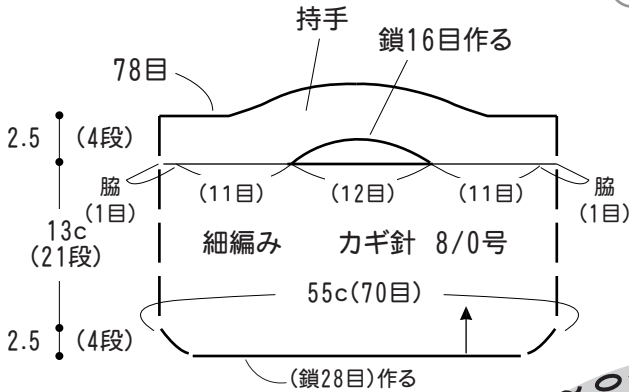 持手
鎖16目作る
78目
2.5 (4段)
脇 (11目) (12目) (11目) 脇
(1目) (1目)
13c
(21段)
細編み カギ針 8/0号
55c(70目)
2.5 (4段)
(鎖28目)作る